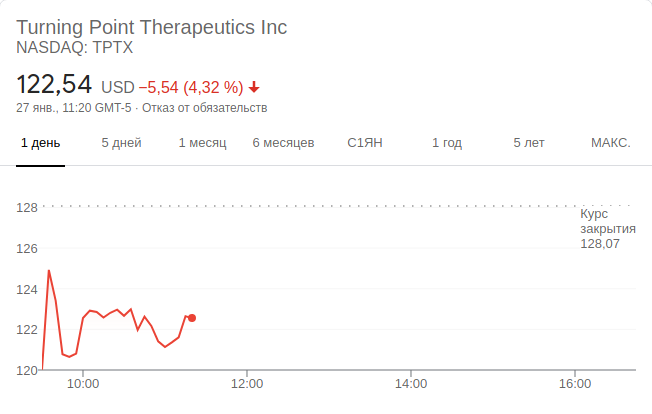 Turning Point Therapeutics Inc
NASDAQ: TPTX
122,54 USD −5,54 (4,32 %)
27 янв., 11:20 GMT-5 · Отказ от обязательств
1 день 5 дней 1 месяц 6 месяцев С1ЯН 1 год 5 лет МАКС.
128
Курс
закрытия
128,07
126
124
122
120
10:00 12:00 14:00 16:00